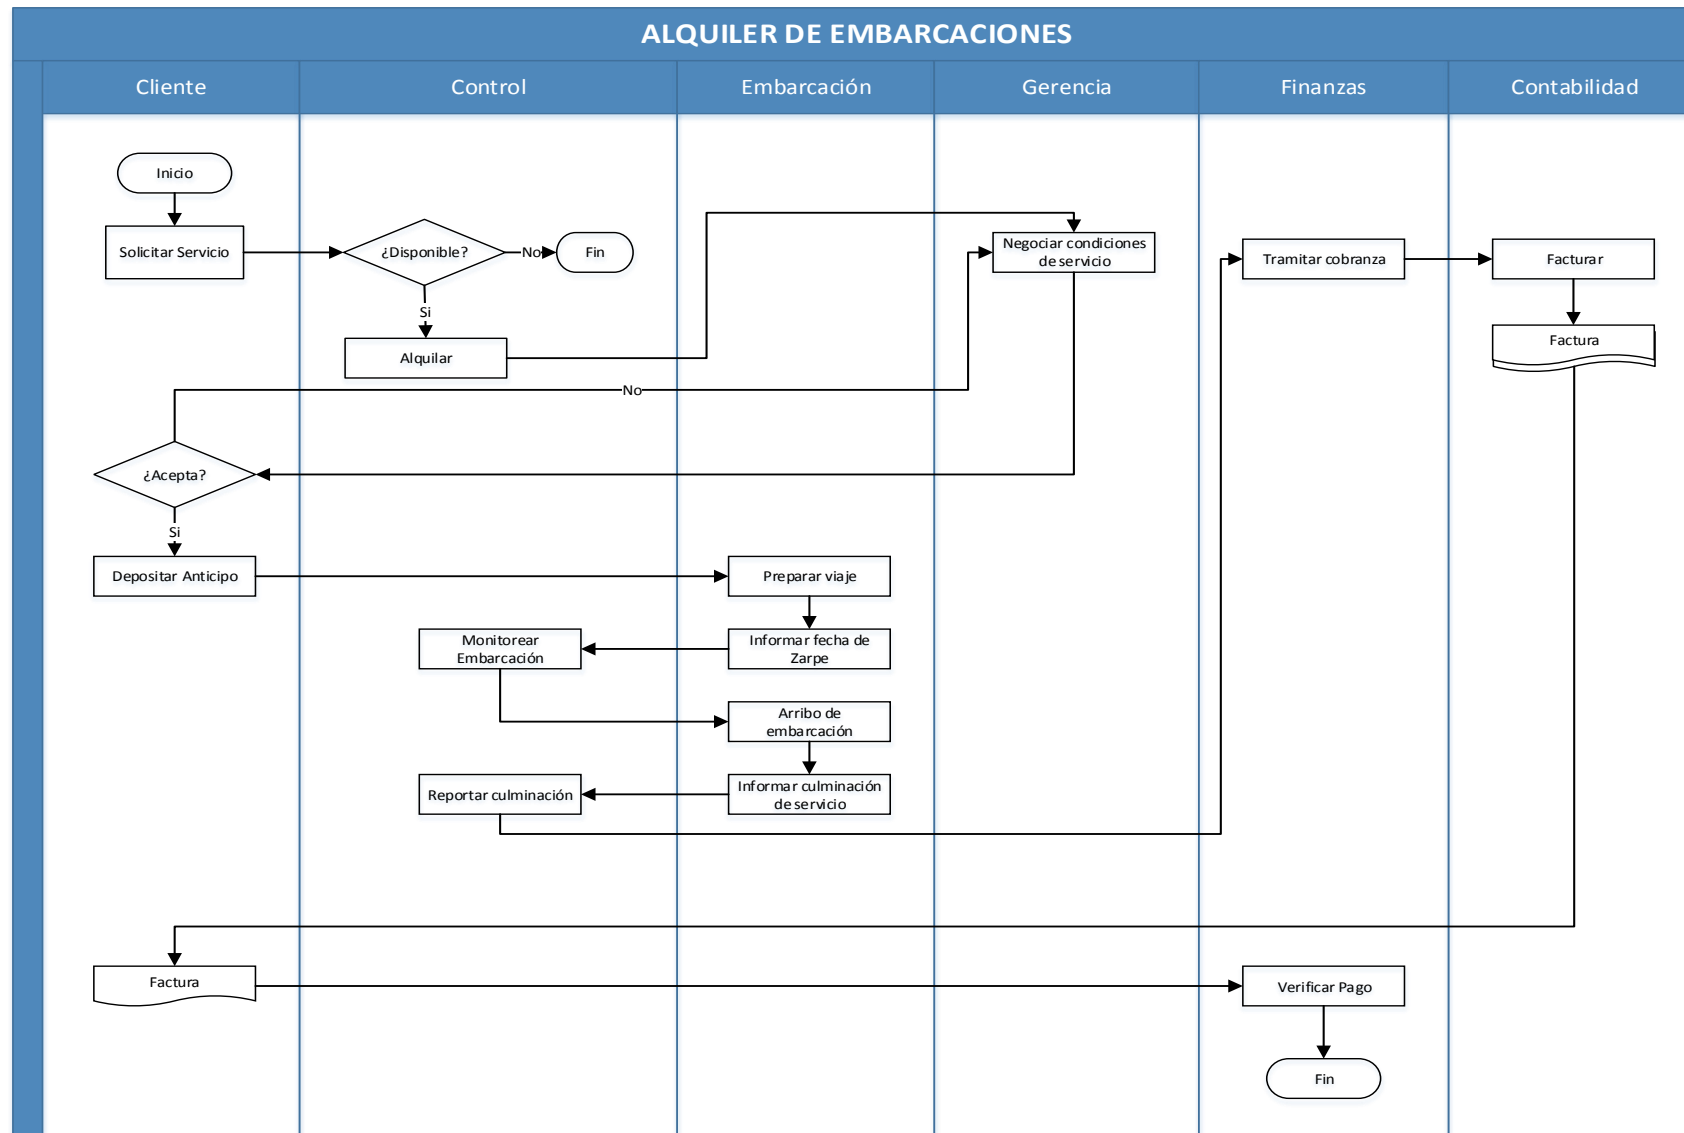 ALQUILER DE EMBARCACIONES
Cliente
Control
Embarcación
Gerencia
Finanzas
Contabilidad
Inicio
Solicitar Servicio
¿Disponible?
No
Fin
Negociar condiciones
de servicio
Tramitar cobranza
Facturar
Si
Alquilar
Factura
No
¿Acepta?
Si
Depositar Anticipo
Preparar viaje
Monitorear
Embarcación
Informar fecha de
Zarpe
Arribo de
embarcación
Reportar culminación
Informar culminación
de servicio
Factura
Verificar Pago
Fin